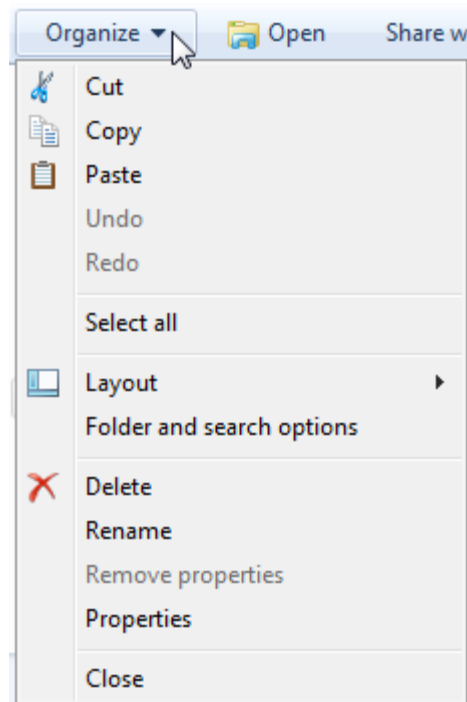 Organize Open Share w
Cut
Copy
Paste
Undo
Redo
Select all
Layout
Folder and search options
Delete
Rename
Remove properties
Properties
Close